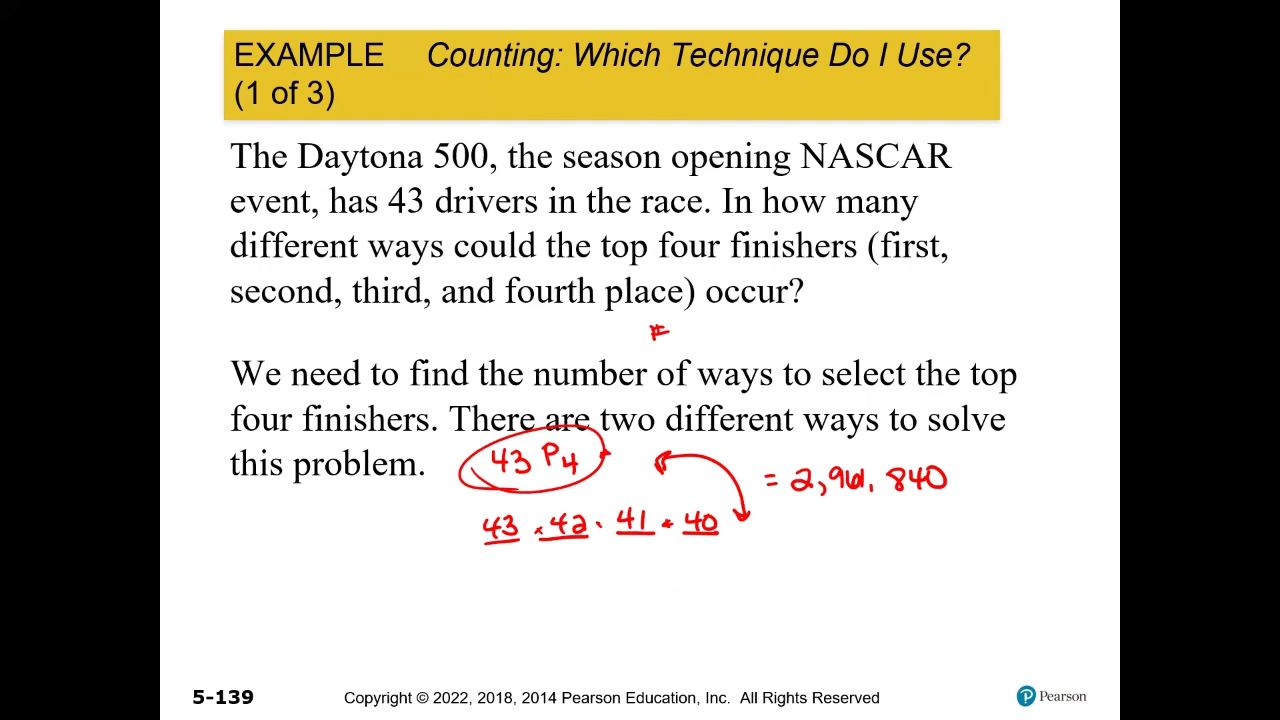 EXAMPLE Counting: Which Technique Do I Use?
(1 of 3)
The Daytona 500, the season opening NASCAR
event, has 43 drivers in the race. In how many
different ways could the top four finishers (first,
second, third, and fourth place) occur?
We need to find the number of ways to select the top
four finishers. There are two different ways to solve
this problem.
43 P 4
= 2,961,840
43 · 42 · 41 · 40
5-139 Copyright © 2022, 2018, 2014 Pearson Education, Inc. All Rights Reserved Pearson